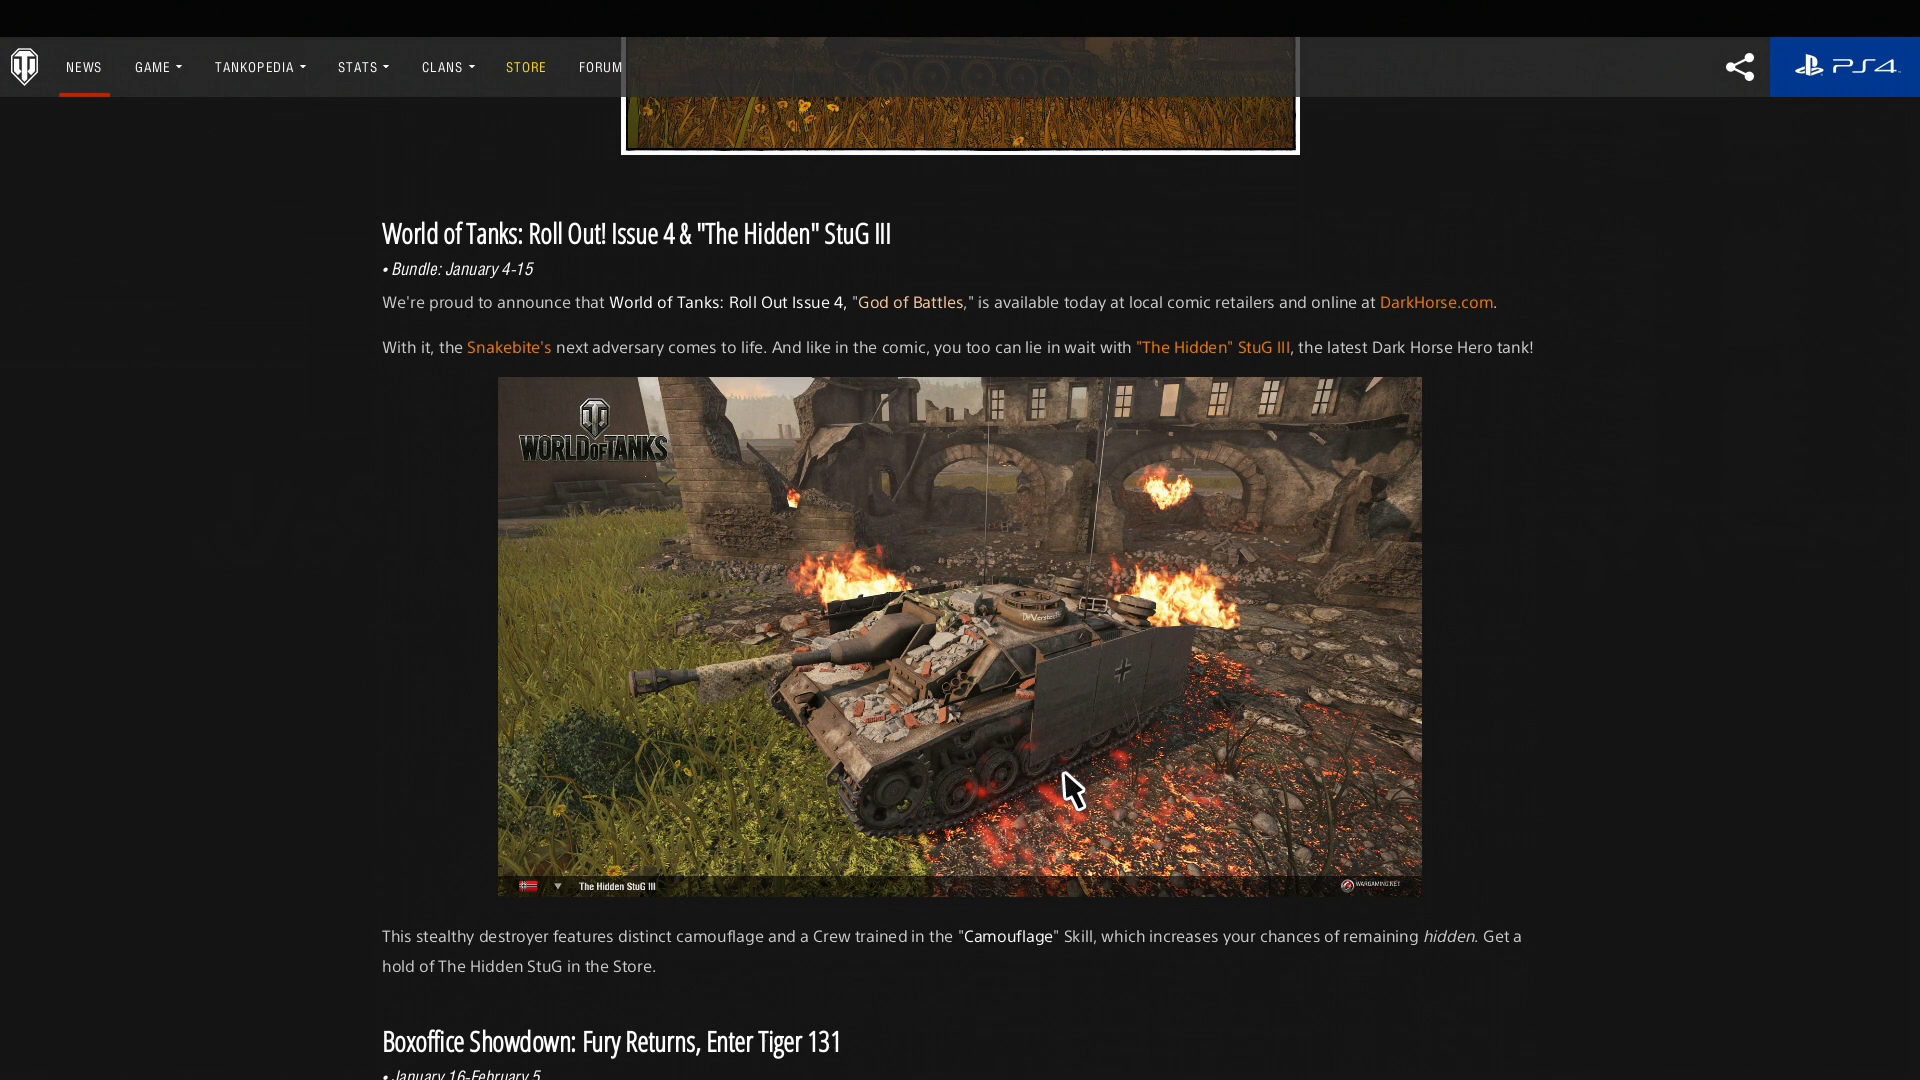 NEWS GAME TANKOPEDIA STATS CLANS STORE FORUM PS4
World of Tanks: Roll Out! Issue 4 & "The Hidden" StuG III
• Bundle: January 4-15
We're proud to announce that World of Tanks: Roll Out Issue 4, "God of Battles," is available today at local comic retailers and online at DarkHorse.com.
With it, the Snakebite's next adversary comes to life. And like in the comic, you too can lie in wait with "The Hidden" StuG III, the latest Dark Horse Hero tank!
WORLD OF TANKS
The Hidden StuG III WARGAMING.NET
This stealthy destroyer features distinct camouflage and a Crew trained in the "Camouflage" Skill, which increases your chances of remaining hidden. Get a
hold of The Hidden StuG in the Store.
Boxoffice Showdown: Fury Returns, Enter Tiger 131
• January 16-February 5